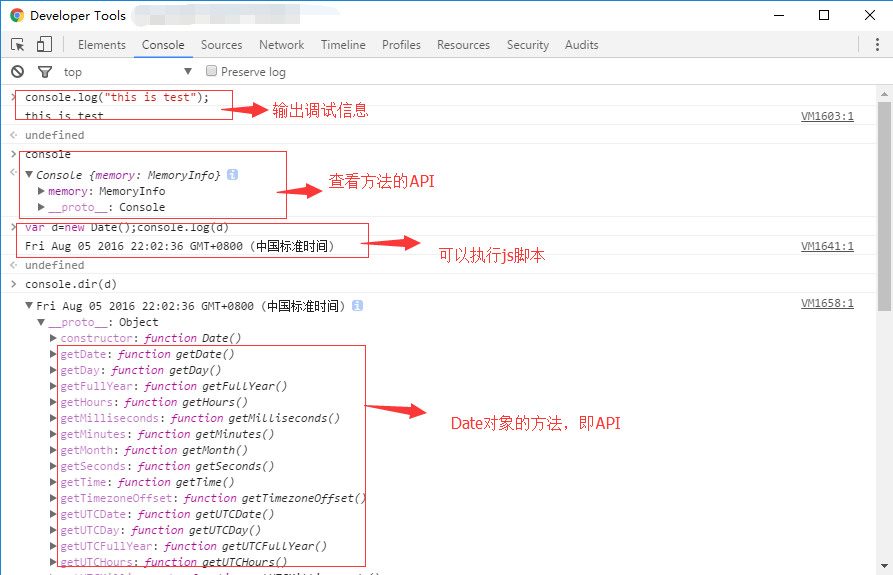 Developer Tools
Elements Console Sources Network Timeline Profiles Resources Security Audits
top Preserve log
console.log("this is test");
this is test VM1603:1
输出调试信息
undefined
console
Console {memory: MemoryInfo}
memory: MemoryInfo
__proto__: Console
查看方法的API
var d=new Date();console.log(d)
Fri Aug 05 2016 22:02:36 GMT+0800 (中国标准时间) VM1641:1
可以执行js脚本
undefined
console.dir(d)
Fri Aug 05 2016 22:02:36 GMT+0800 (中国标准时间) VM1658:1
__proto__: Object
constructor: function Date()
getDate: function getDate()
getDay: function getDay()
getFullYear: function getFullYear()
getHours: function getHours()
getMilliseconds: function getMilliseconds()
getMinutes: function getMinutes()
Date对象的方法，即API
getMonth: function getMonth()
getSeconds: function getSeconds()
getTime: function getTime()
getTimezoneOffset: function getTimezoneOffset()
getUTCDate: function getUTCDate()
getUTCDay: function getUTCDay()
getUTCFullYear: function getUTCFullYear()
getUTCHours: function getUTCHours()